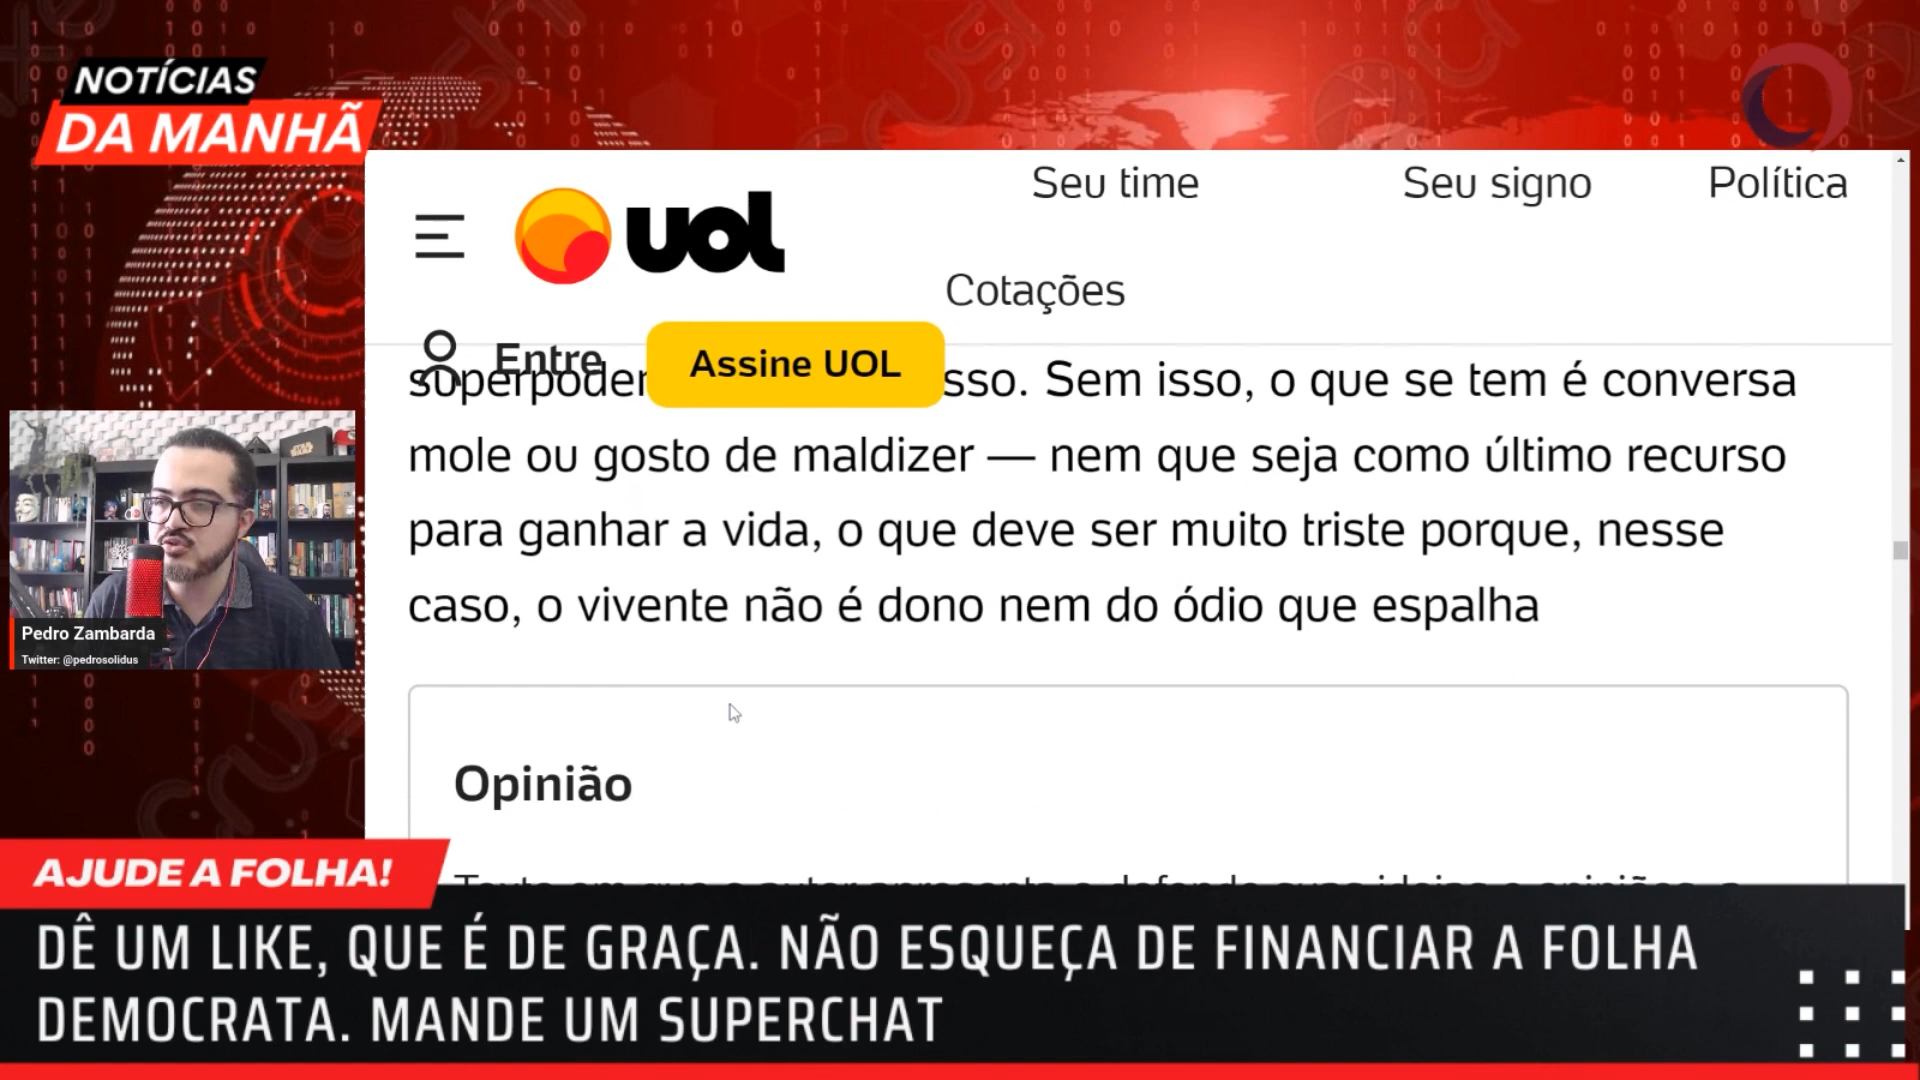 NOTÍCIAS
DA MANHÃ
Seu time
Seu signo
Política
uol
Cotações
Entre
Assine UOL
sso. Sem isso, o que se tem é conversa
mole ou gosto de maldizer — nem que seja como último recurso
para ganhar a vida, o que deve ser muito triste porque, nesse
caso, o vivente não é dono nem do ódio que espalha
Opinião
Pedro Zambarda
Twitter: @pedrosolidus
AJUDE A FOLHA!
DÊ UM LIKE, QUE É DE GRAÇA. NÃO ESQUEÇA DE FINANCIAR A FOLHA
DEMOCRATA. MANDE UM SUPERCHAT